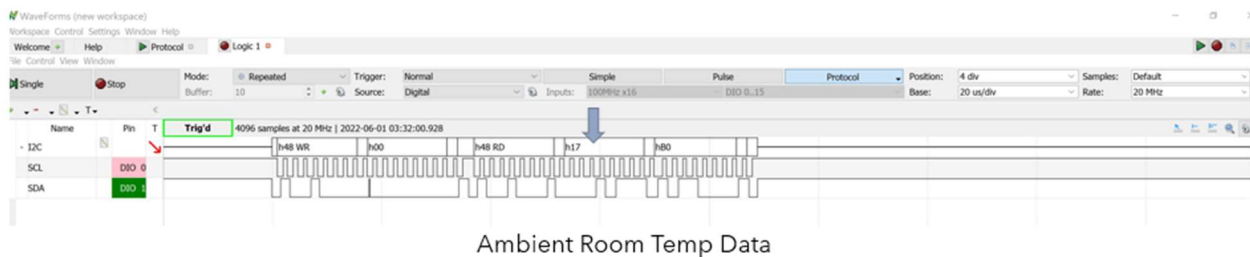 WaveForms (new workspace)
Workspace Control Settings Window Help
Welcome + Help Protocol Logic 1
File Control View Window
Single Stop Mode: Repeated Trigger: Normal Simple Pulse Protocol Position: 4 div Samples: Default
Buffer: 10 Source: Digital Inputs: 100MHz x16 DIO 0..15 Base: 20 us/div Rate: 20 MHz
Name Pin T Trig'd 4096 samples at 20 MHz | 2022-06-01 03:32:00.928
I2C h48 WR h00 h48 RD h17 hB0
SCL DIO 0
SDA DIO 1
Ambient Room Temp Data